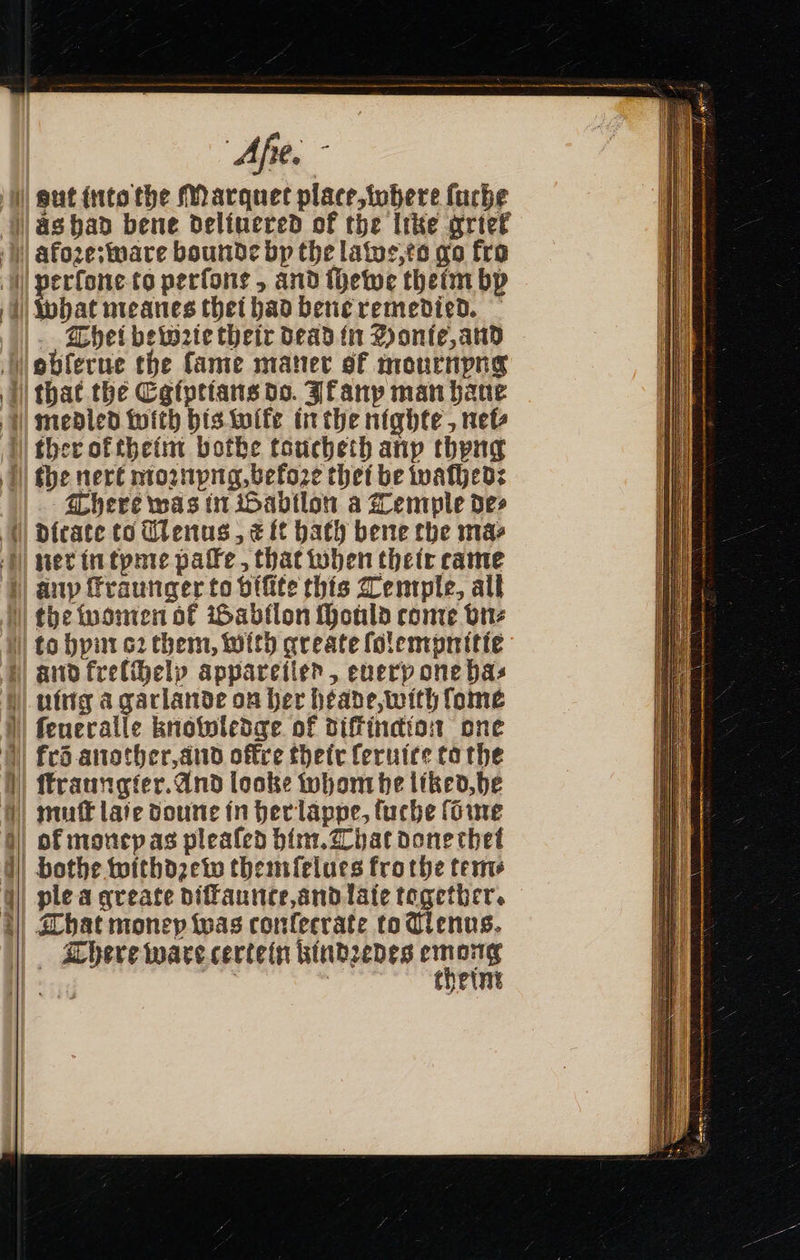 Asie.
out into the Marquet place, where suche
as had bene deliuered of the like grief
afore: ware bounde by the lawe, to go fro
persone to persone, and shewe theim by
what meanes thei had bene remedied.
Thei bewrie their dead in Honie, and
obserue the same maner of mournyng
that the Egiptians do. If any man haue
medled with his wife in the nighte, nei-
ther of theim bothe toucheth any thyng
the nexte mornyng, before thei be washed:
There was in Babilon a Temple de-
dicate to Venus, & it hath bene the ma-
ner in tyme passe, that when their came
any straunger to visite this Temple, all
the women of Babilon should come vn-
to hym or them, with greate solempnitie
and freshely appareiled, euery one ha-
uing a garlande on her heade, with some
seueralle knowledge of distinction one
frō another, and offre their seruice to the
straungier. And looke whom he liked, he
must laie doune in her lappe, suche sōme
of money as pleased him. That done thei
bothe withdrew themselues fro the tem-
ple a greate distaunce, and laie together.
That money was consecrate to Venus.
There ware certein kindredes emong
theim